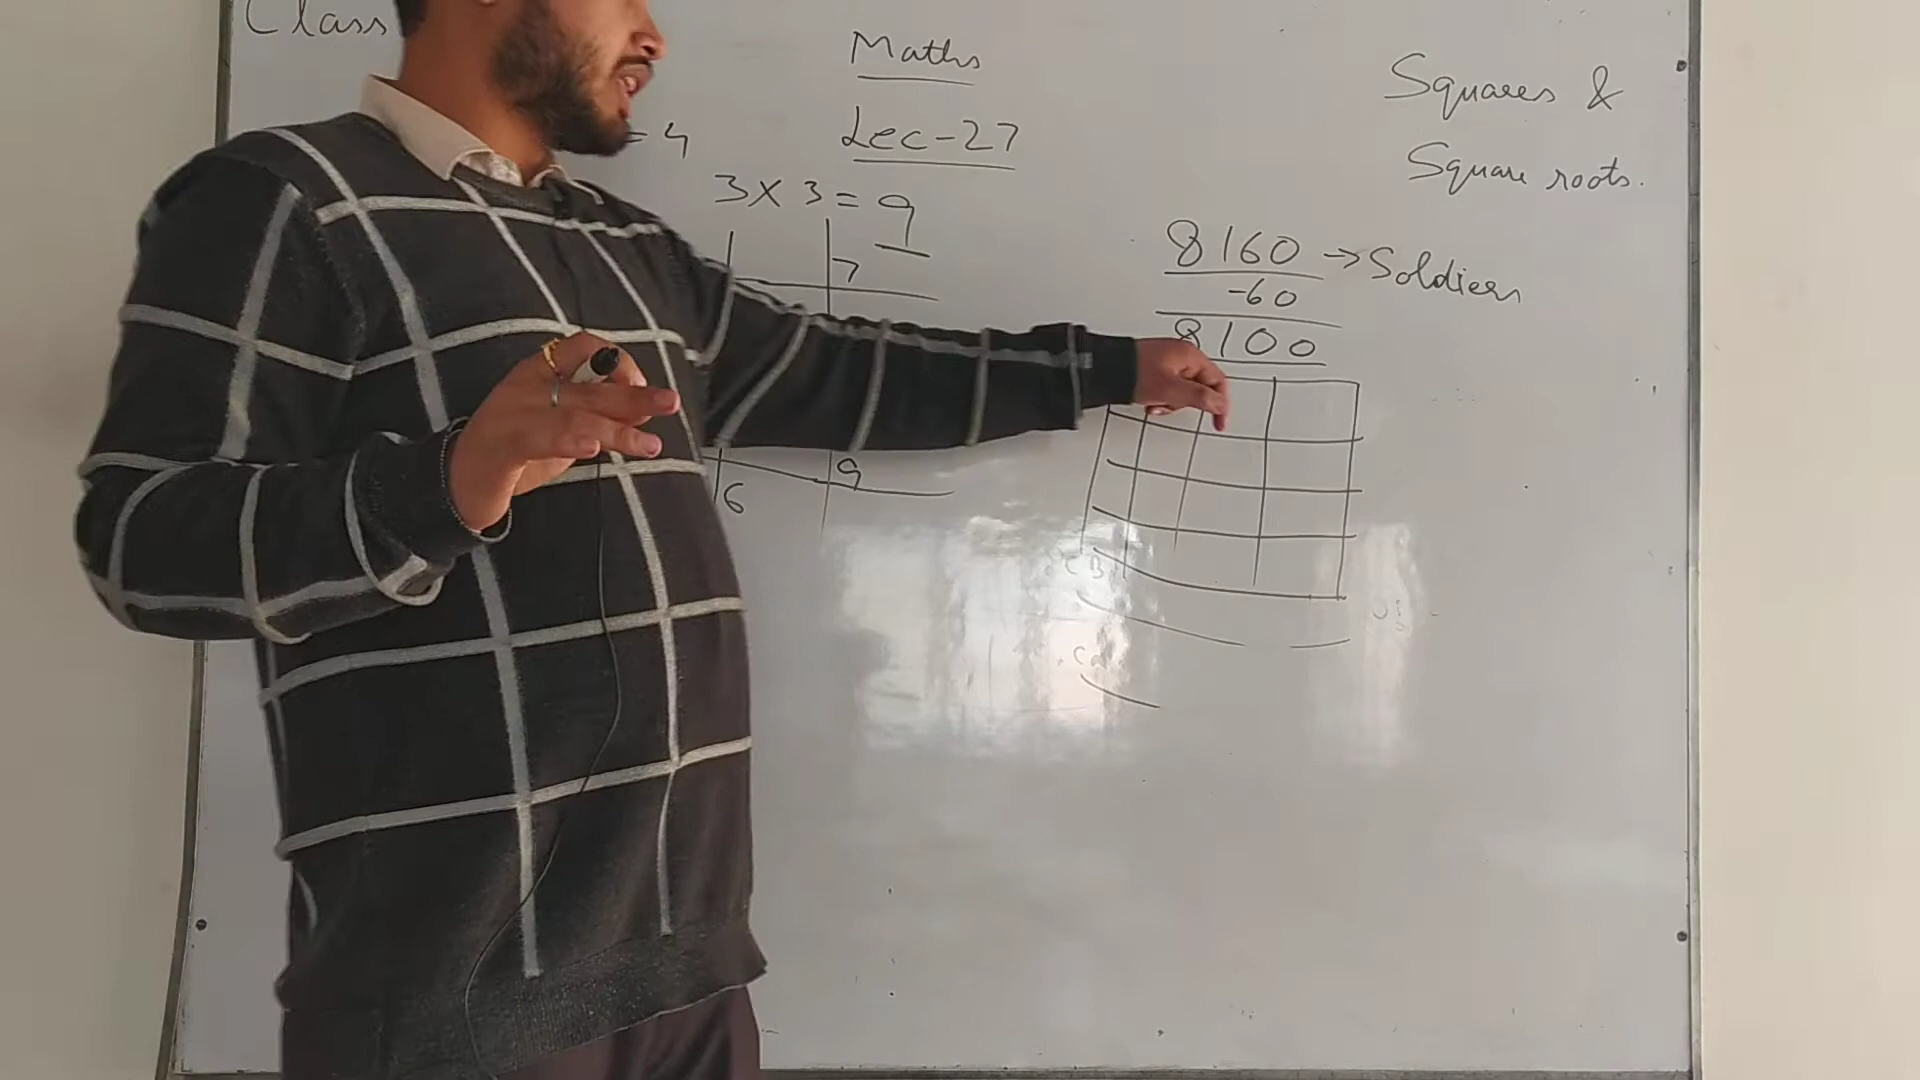 Class
Maths
Lec-27
Squares &
Square roots.
= 4
3 x 3 = 9
7
9
6
8160 → Soldiers
-60
8100